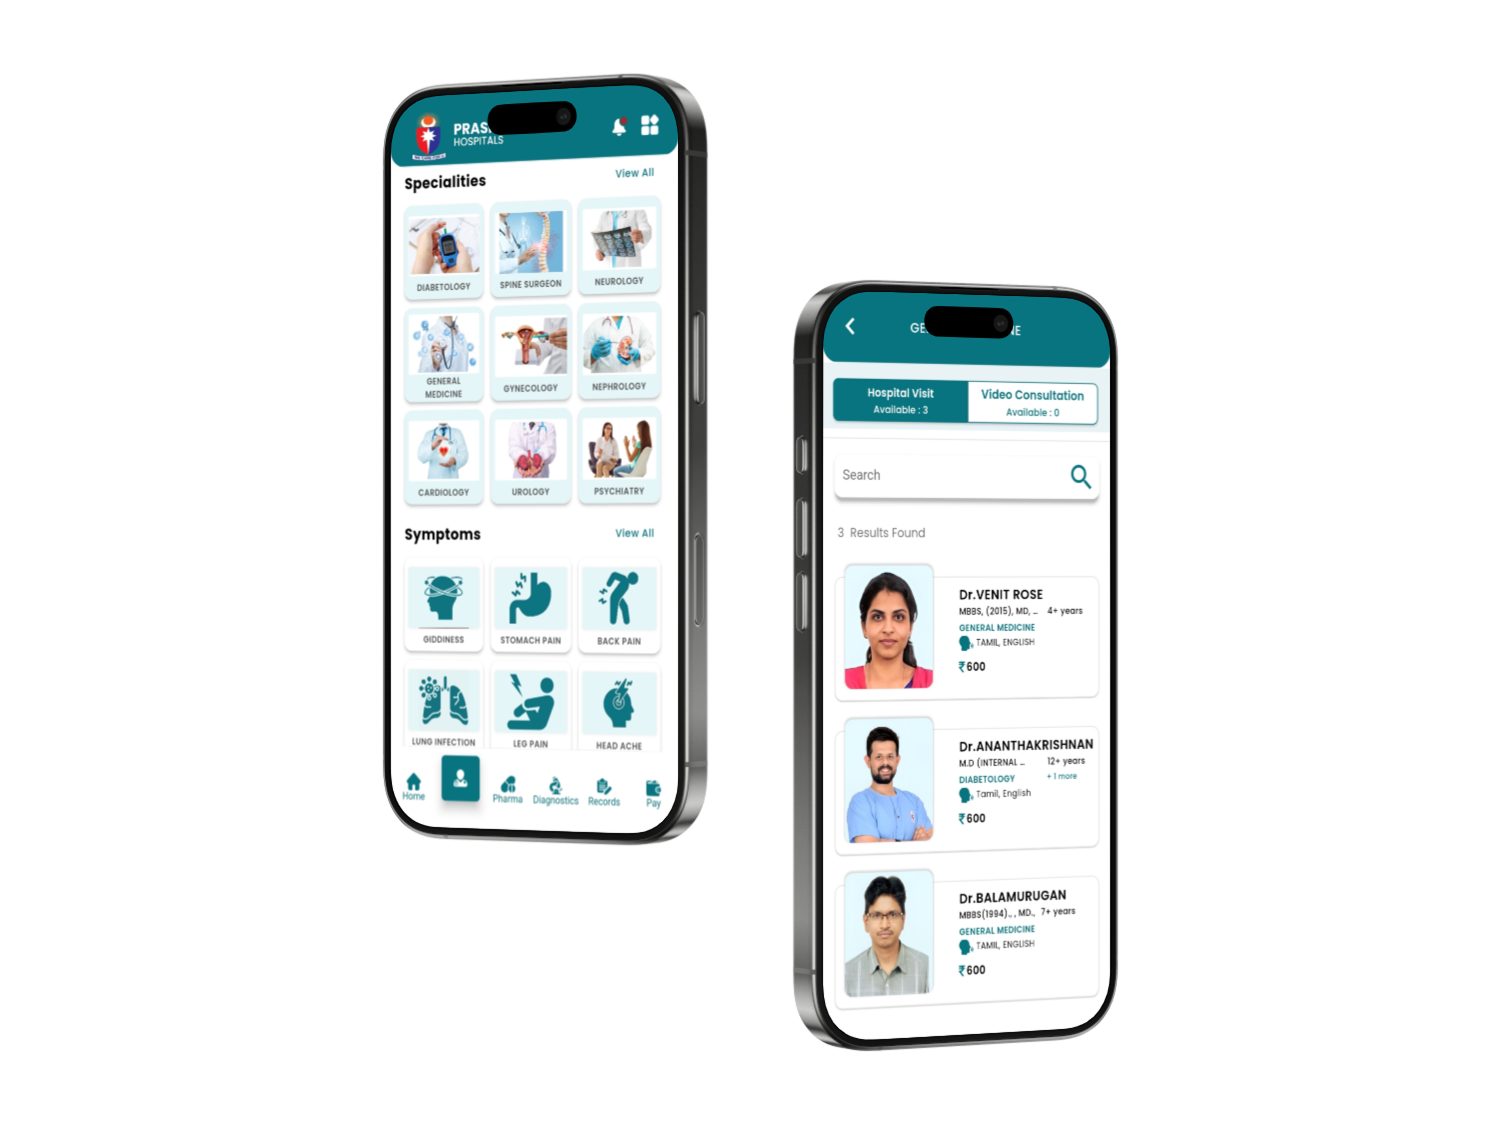 PRAS
HOSPITALS
Specialities
View All
DIABETOLOGY
SPINE SURGEON
NEUROLOGY
GENERAL
MEDICINE
GYNECOLOGY
NEPHROLOGY
CARDIOLOGY
UROLOGY
PSYCHIATRY
Symptoms
View All
GIDDINESS
STOMACH PAIN
BACK PAIN
LUNG INFECTION
LEG PAIN
HEAD ACHE
Home
Pharma
Diagnostics
Records
Pay
GE
NE
Hospital Visit
Available : 3
Video Consultation
Available : 0
Search
3 Results Found
Dr.VENIT ROSE
MBBS, (2015), MD, ... 4+ years
GENERAL MEDICINE
TAMIL, ENGLISH
₹600
Dr.ANANTHAKRISHNAN
M.D (INTERNAL ... 12+ years
DIABETOLOGY + 1 more
Tamil, English
₹600
Dr.BALAMURUGAN
MBBS(1994)., , MD., 7+ years
GENERAL MEDICINE
TAMIL, ENGLISH
₹600